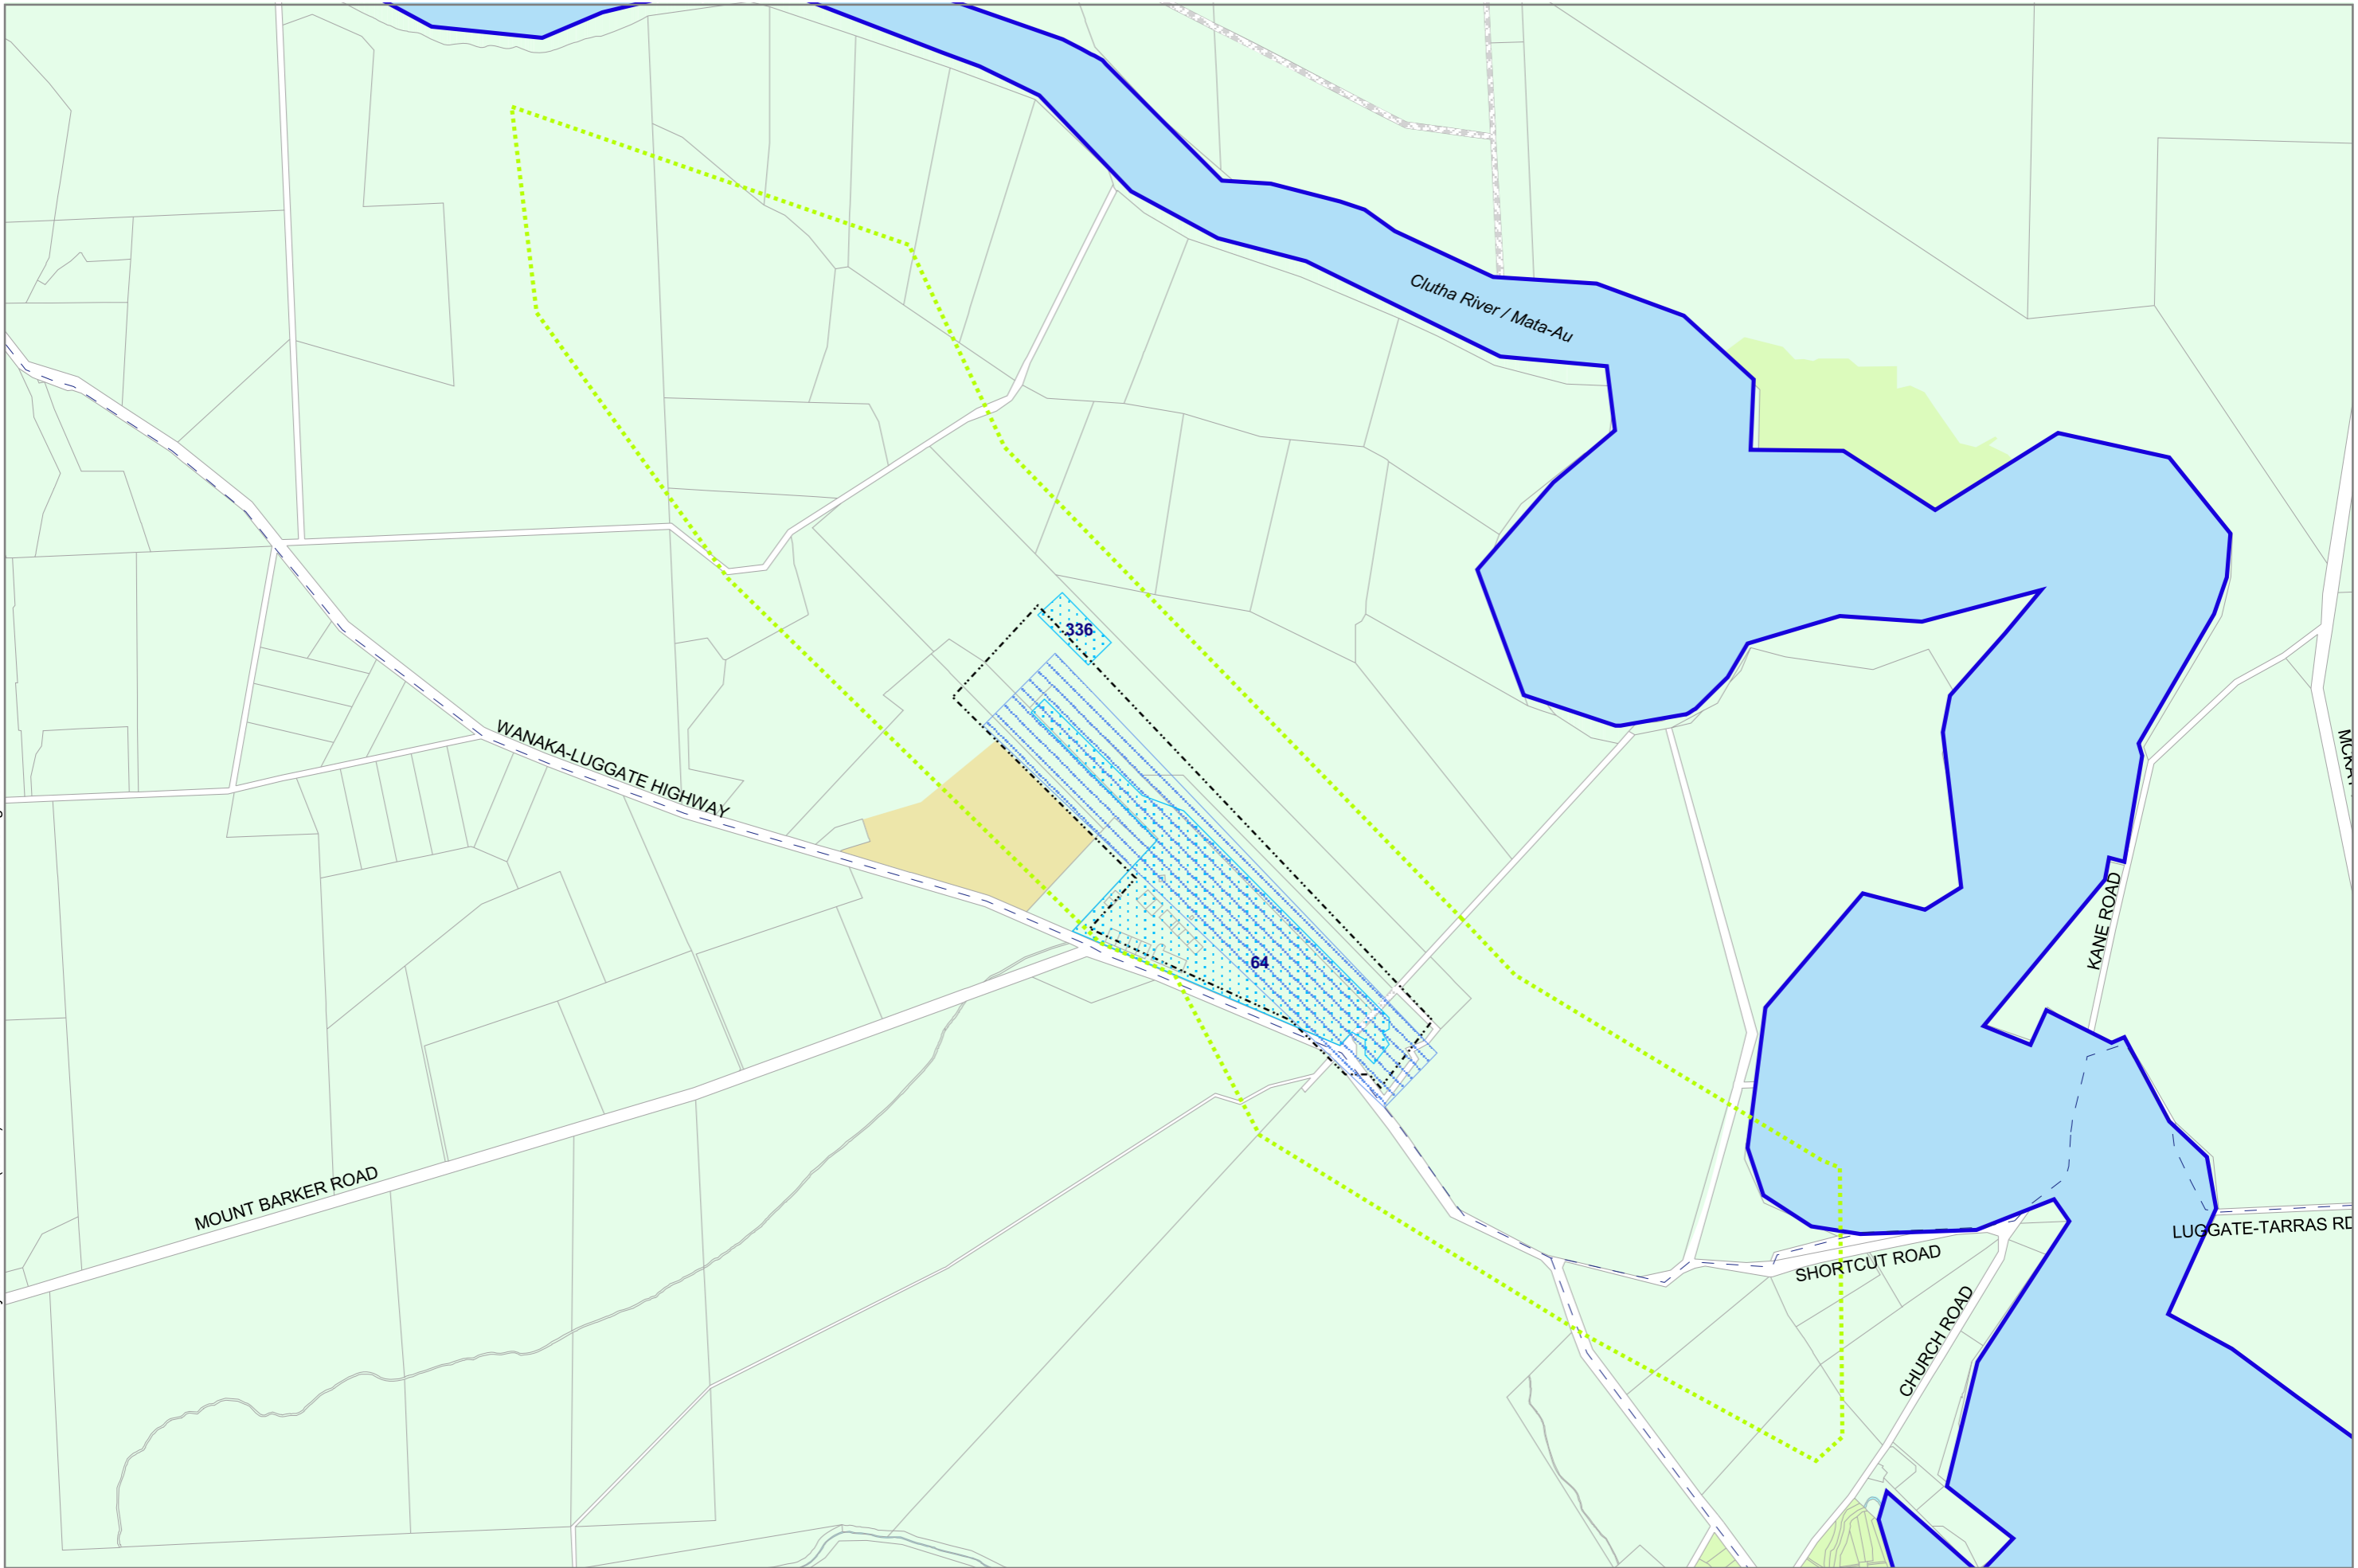 Clutha River / Mata-Au
336
WANAKA-LUGGATE HIGHWAY
64
KANE ROAD
MOUNT BARKER ROAD
LUGGATE-TARRAS RD
SHORTCUT ROAD
CHURCH ROAD